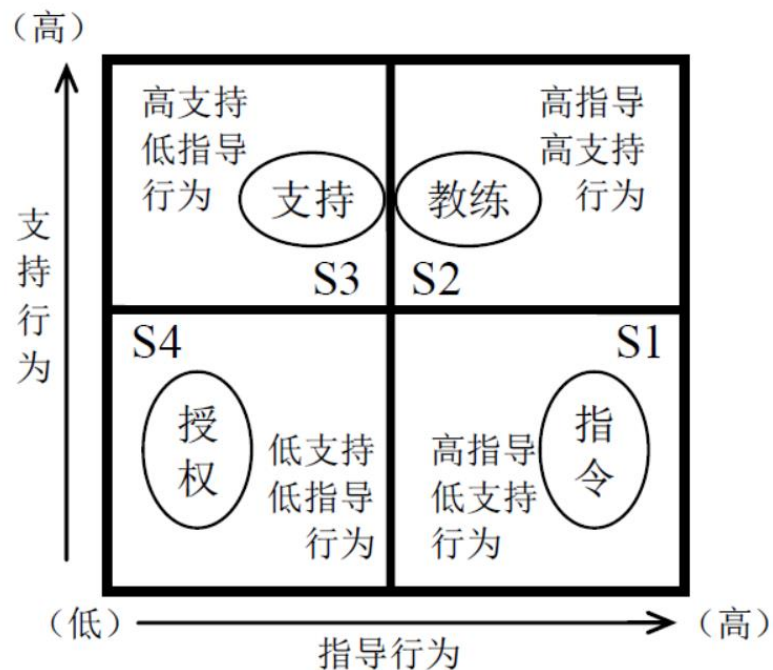 （高）
高支持
低指导
行为
支持
S3
高指导
高支持
行为
教练
S2
支持行为
S4
授权
低支持
低指导
行为
S1
高指导
低支持
行为
指令
（低）
指导行为
（高）